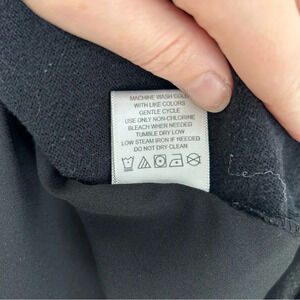 MACHINE WASH COLD
WITH LIKE COLORS
GENTLE CYCLE
USE ONLY NON-CHLORINE
BLEACH WHEN NEEDED
TUMBLE DRY LOW
LOW STEAM IRON IF NEEDED
DO NOT DRY CLEAN